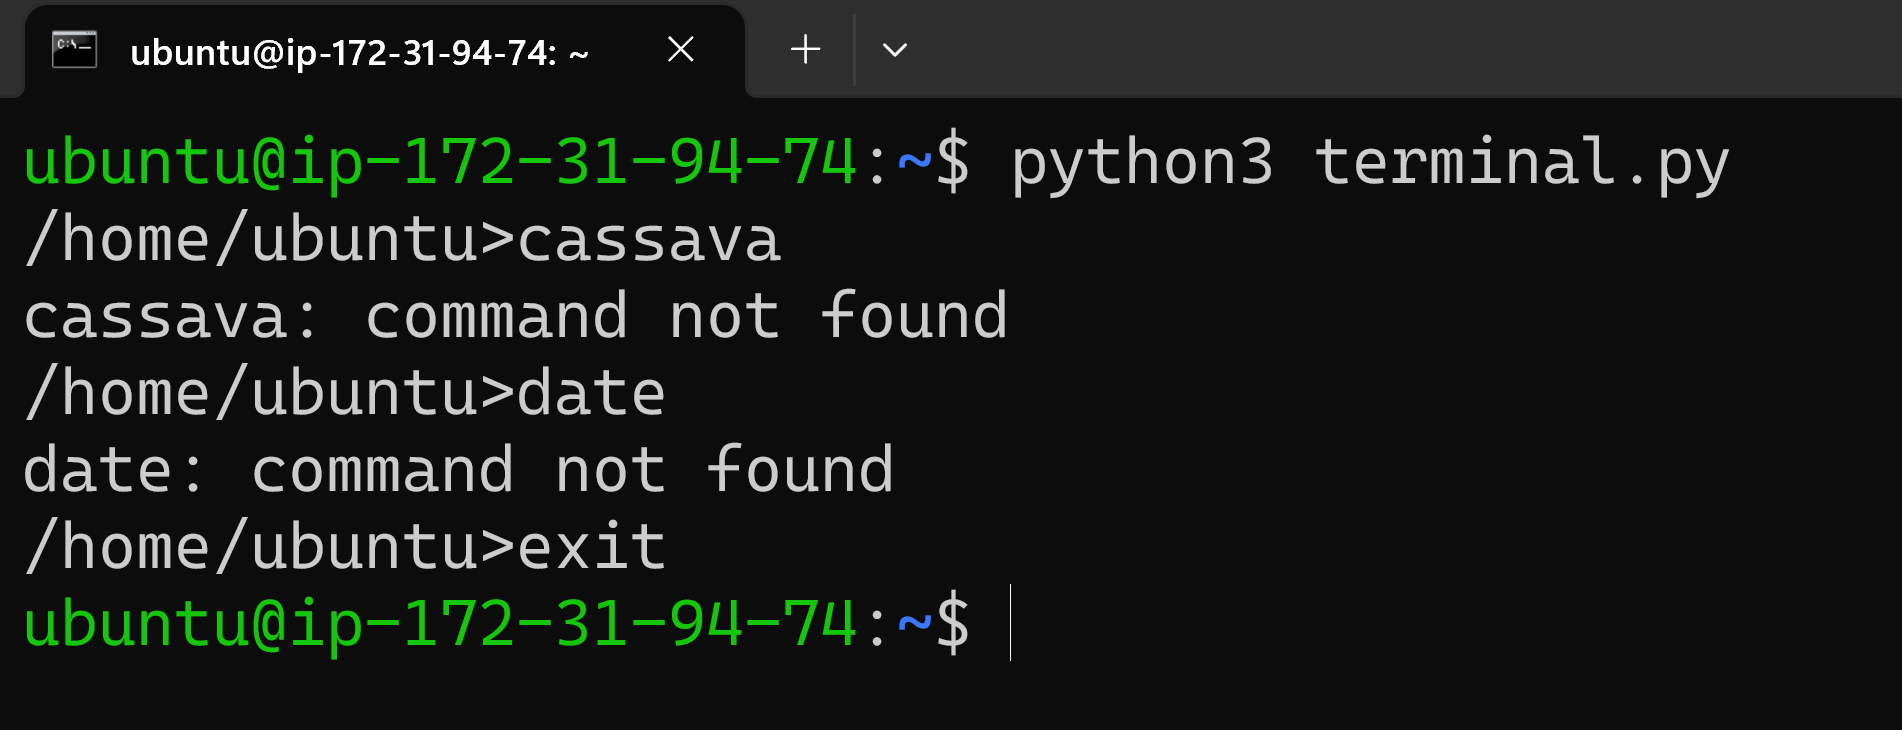 ubuntu@ip-172-31-94-74: ~
ubuntu@ip-172-31-94-74:~$ python3 terminal.py
/home/ubuntu>cassava
cassava: command not found
/home/ubuntu>date
date: command not found
/home/ubuntu>exit
ubuntu@ip-172-31-94-74:~$